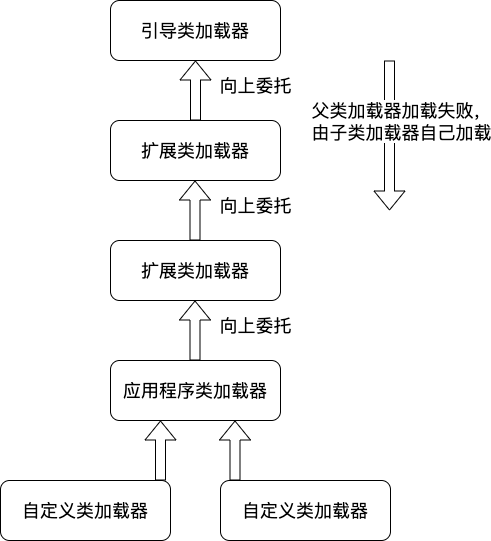 引导类加载器
向上委托
父类加载器加载失败，
由子类加载器自己加载
扩展类加载器
向上委托
扩展类加载器
向上委托
应用程序类加载器
自定义类加载器
自定义类加载器